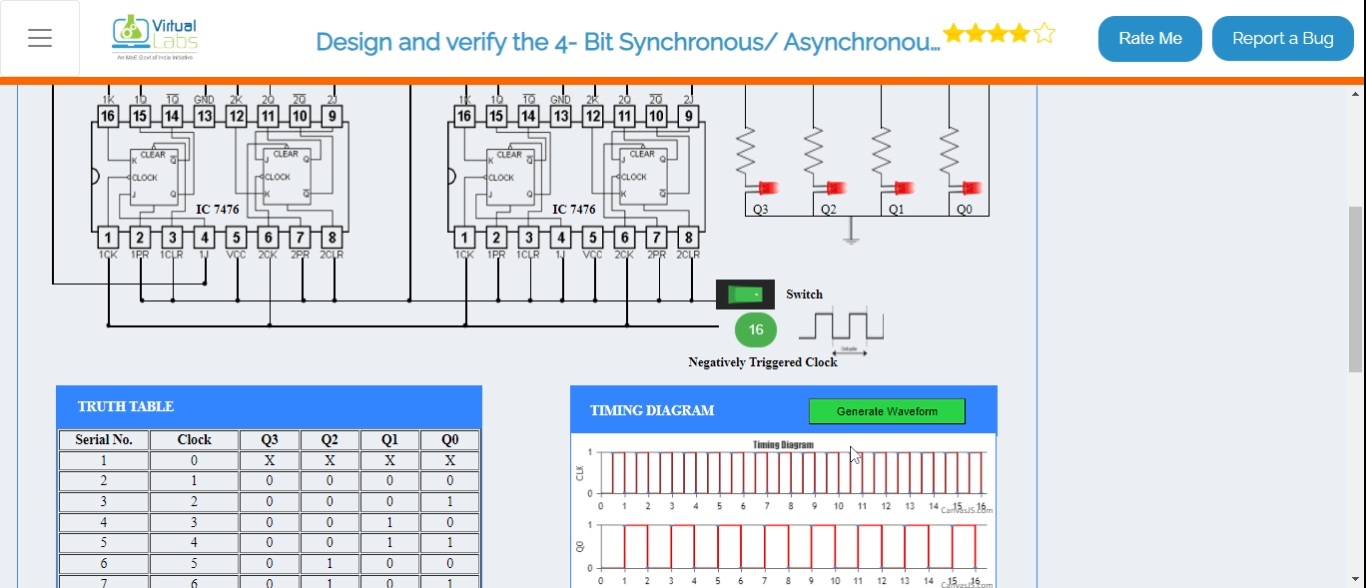 Virtual
Labs
An MoE Govt of India Initiative
Design and verify the 4- Bit Synchronous/ Asynchronou...
Rate Me
Report a Bug
1K 1Q 1Q GND 2K 2Q 2Q 2J
16 15 14 13 12 11 10 9
CLEAR
K Q
CLOCK
J Q
CLEAR
J Q
CLOCK
K Q
IC 7476
1 2 3 4 5 6 7 8
1CK 1PR 1CLR 1J VCC 2CK 2PR 2CLR
1K 1Q 1Q GND 2K 2Q 2Q 2J
16 15 14 13 12 11 10 9
CLEAR
K Q
CLOCK
J Q
CLEAR
J Q
CLOCK
K Q
IC 7476
1 2 3 4 5 6 7 8
1CK 1PR 1CLR 1J VCC 2CK 2PR 2CLR
Q3 Q2 Q1 Q0
Switch
16
Negatively Triggered Clock
TRUTH TABLE
Serial No. Clock Q3 Q2 Q1 Q0
1 0 X X X X
2 1 0 0 0 0
3 2 0 0 0 1
4 3 0 0 1 0
5 4 0 0 1 1
6 5 0 1 0 0
7 6 0 1 0 1
TIMING DIAGRAM
Generate Waveform
Timing Diagram
1
CLK
0
0 1 2 3 4 5 6 7 8 9 10 11 12 13 14 15 16
CanvasJS.com
1
Q0
0
0 1 2 3 4 5 6 7 8 9 10 11 12 13 14 15 16
CanvasJS.com